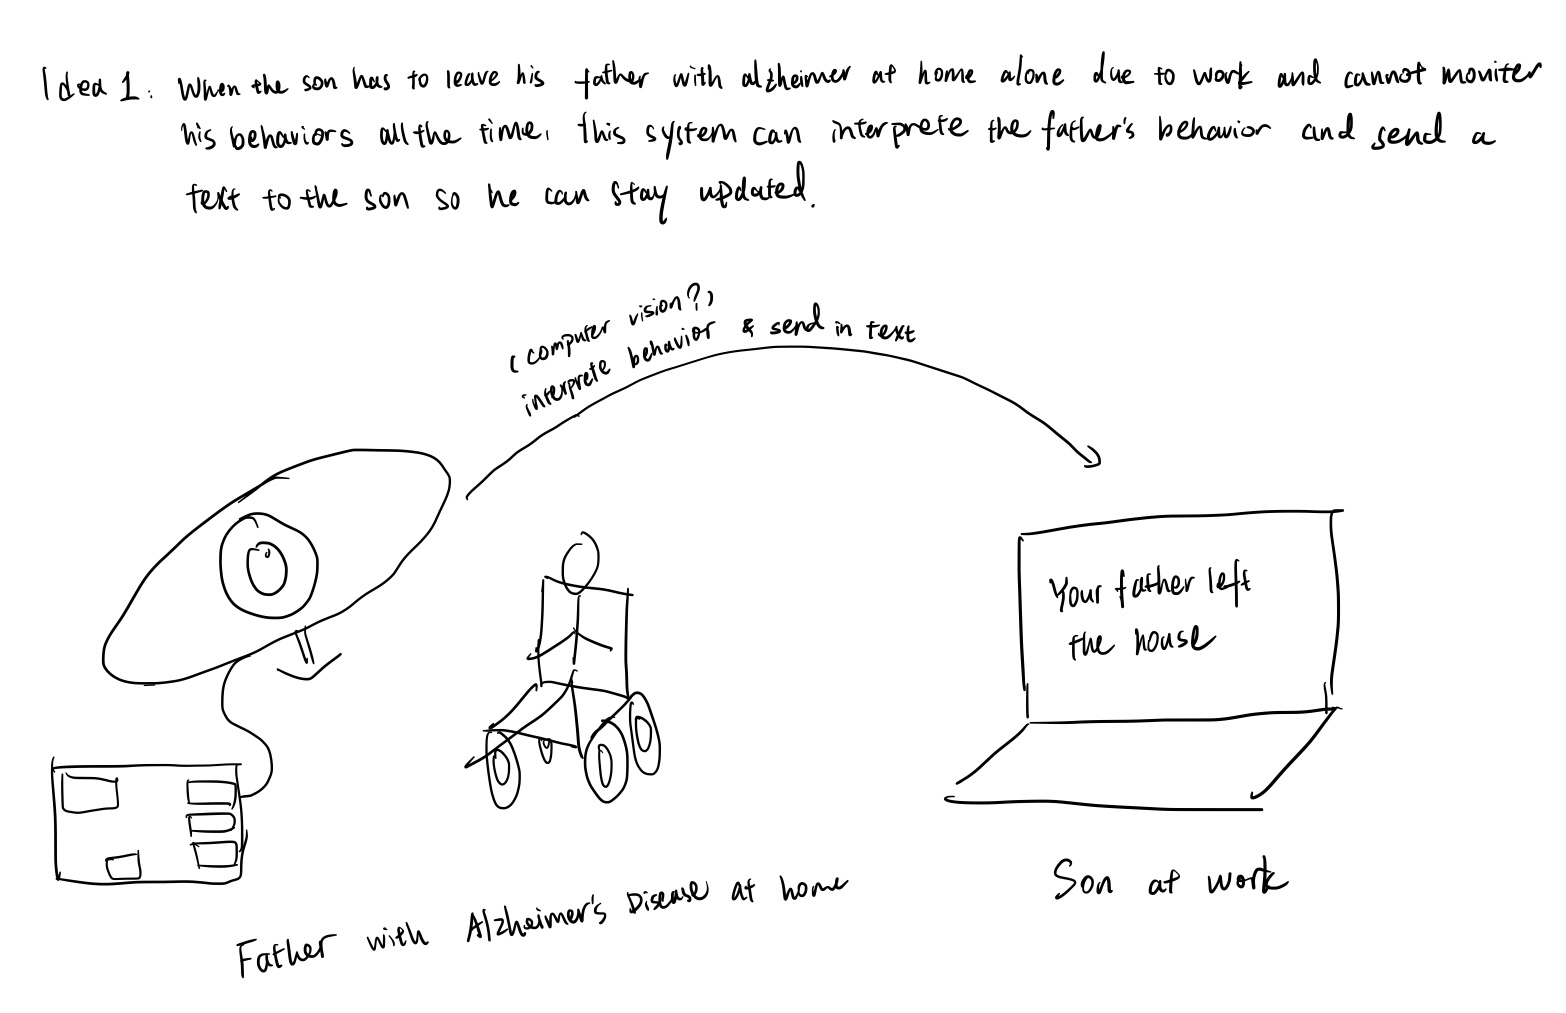 Idea 1: When the son has to leave his father with alzheimer at home alone due to work and cannot moniter
his behaviors all the time, this system can interprete the father's behavior and send a
text to the son so he can stay updated.
(computer vision?)
interprete behavior & send in text
Your father left
the house
Son at work
Father with Alzheimer's Disease at home